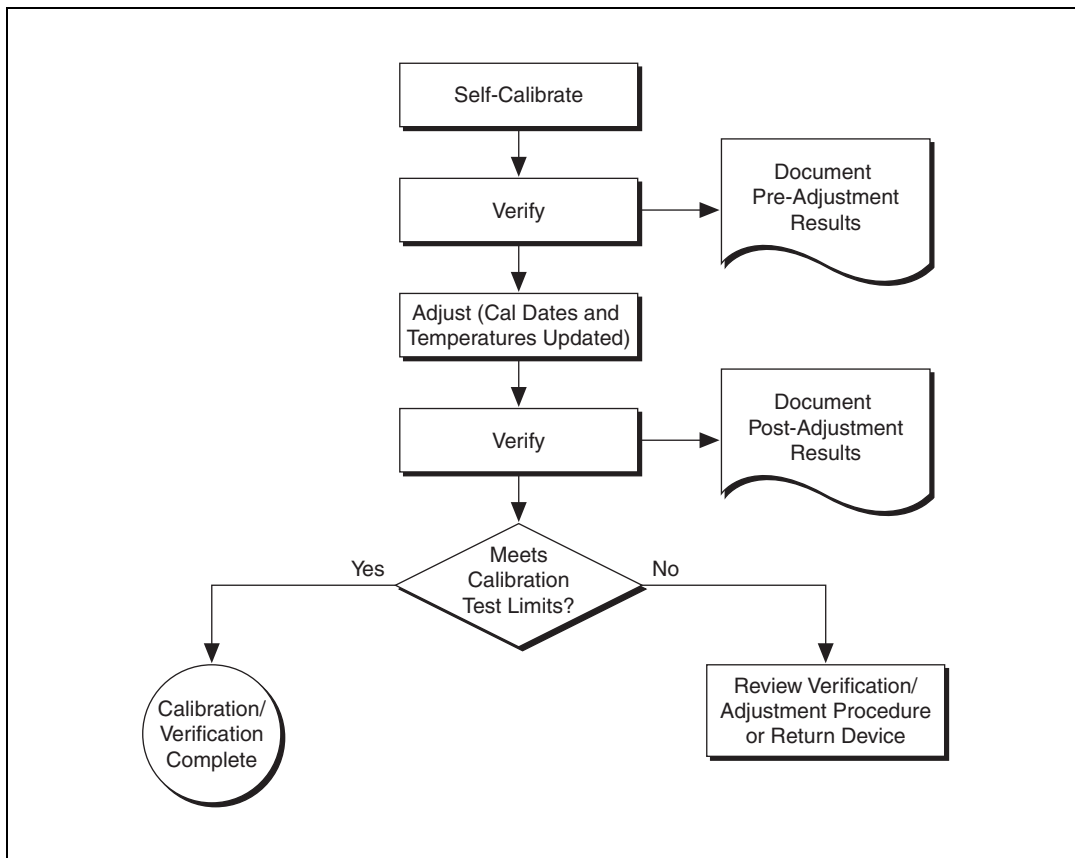 Self-Calibrate
Verify
Document
Pre-Adjustment
Results
Adjust (Cal Dates and
Temperatures Updated)
Verify
Document
Post-Adjustment
Results
Meets
Calibration
Test Limits?
Yes
No
Calibration/
Verification
Complete
Review Verification/
Adjustment Procedure
or Return Device